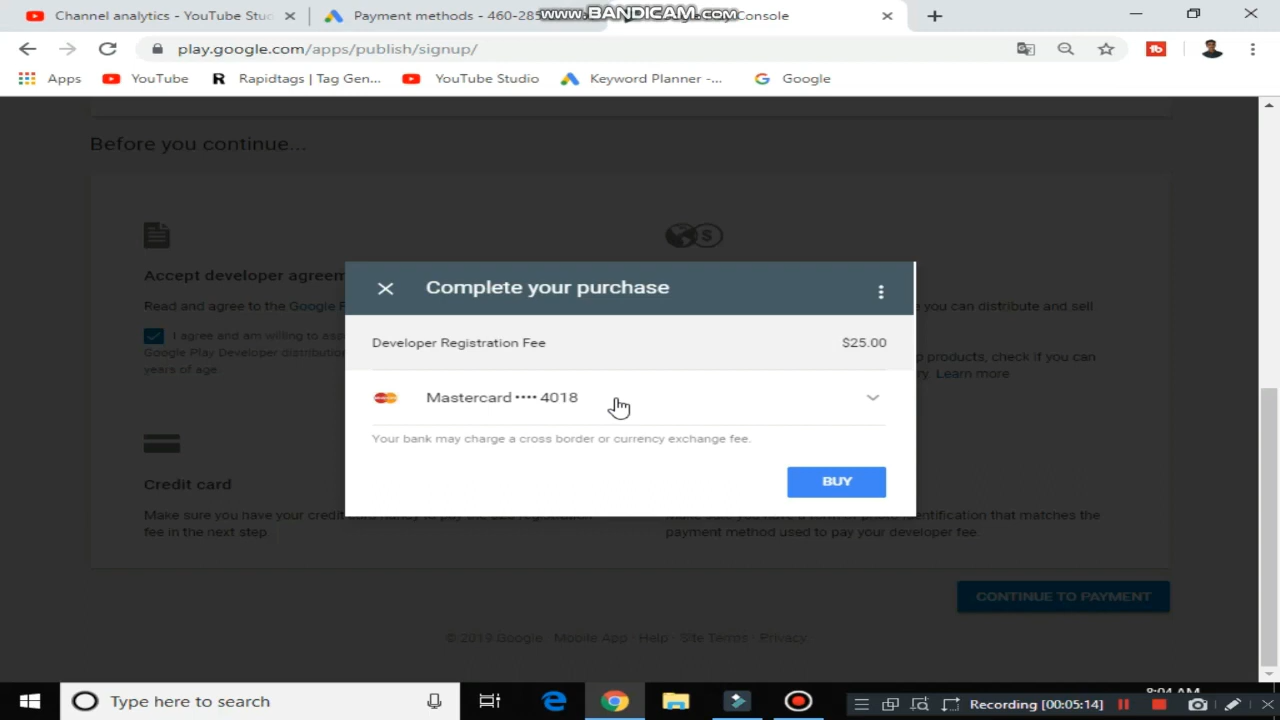 Channel analytics - YouTube Stud
Payment methods - 460-285
www.BANDICAM.com
Console
play.google.com/apps/publish/signup/
Apps
YouTube
Rapidtags | Tag Gen...
YouTube Studio
Keyword Planner -...
Google
Before you continue...
Accept developer agreem
Read and agree to the Google P
you can distribute and sell
I agree and am willing to ass
Google Play Developer distribution
products, check if you can
years of age.
Learn more
Complete your purchase
Developer Registration Fee
$25.00
Mastercard •••• 4018
Your bank may charge a cross border or currency exchange fee.
BUY
Credit card
Make sure you have your credit card handy to pay the $25 registration
fee in the next step
identification that matches the
payment method used to pay your developer fee.
CONTINUE TO PAYMENT
© 2019 Google · Mobile App · Help · Site Terms · Privacy
Type here to search
8:04 AM
Recording [00:05:14]